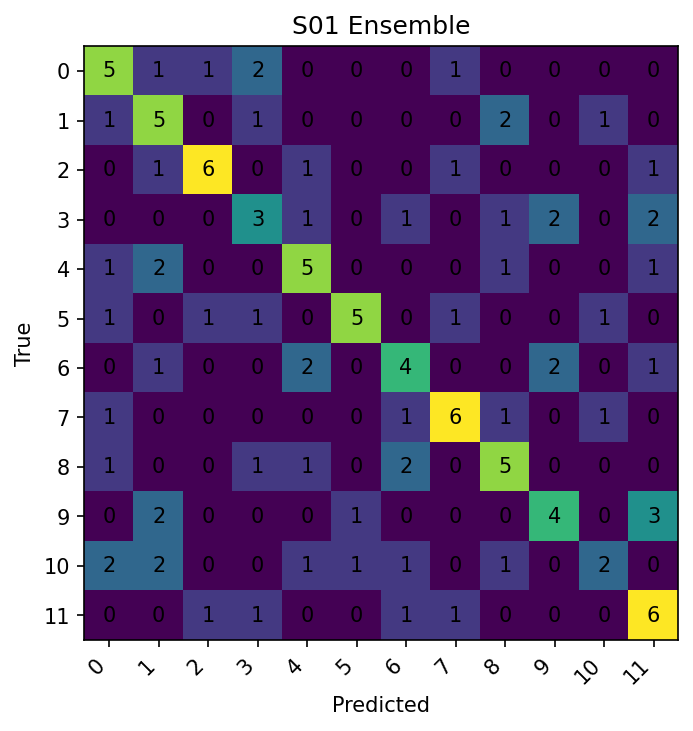 S01 Ensemble
0 5 1 1 2 0 0 0 1 0 0 0 0
1 1 5 0 1 0 0 0 0 2 0 1 0
2 0 1 6 0 1 0 0 1 0 0 0 1
3 0 0 0 3 1 0 1 0 1 2 0 2
4 1 2 0 0 5 0 0 0 1 0 0 1
5 1 0 1 1 0 5 0 1 0 0 1 0
6 0 1 0 0 2 0 4 0 0 2 0 1
7 1 0 0 0 0 0 1 6 1 0 1 0
8 1 0 0 1 1 0 2 0 5 0 0 0
9 0 2 0 0 0 1 0 0 0 4 0 3
10 2 2 0 0 1 1 1 0 1 0 2 0
11 0 0 1 1 0 0 1 1 0 0 0 6
0 1 2 3 4 5 6 7 8 9 10 11
Predicted
True